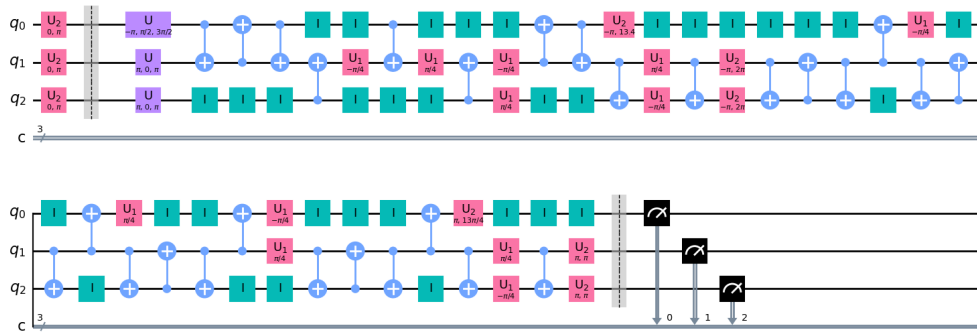 q₀ U₂ U I I I I I U₂ I I I I I I U₁ I
0, π −π, π/2, 3π/2 −π, 13.4 −π/4
q₁ U₂ U U₁ U₁ U₁ U₁ U₂
0, π π, 0, π −π/4 π/4 −π/4 π/4 −π, 2π
q₂ U₂ U I I I I I I U₁ I I U₁ U₂ I
0, π π, 0, π π/4 −π/4 −π, 2π
c 3
q₀ I U₁ I I U₁ I I I U₂ I I I
π/4 −π/4 π, 13π/4
q₁ U₁ U₁ U₂
π/4 π/4 π, π
q₂ I I I I U₁ U₂
−π/4 π, π
c 3 0 1 2